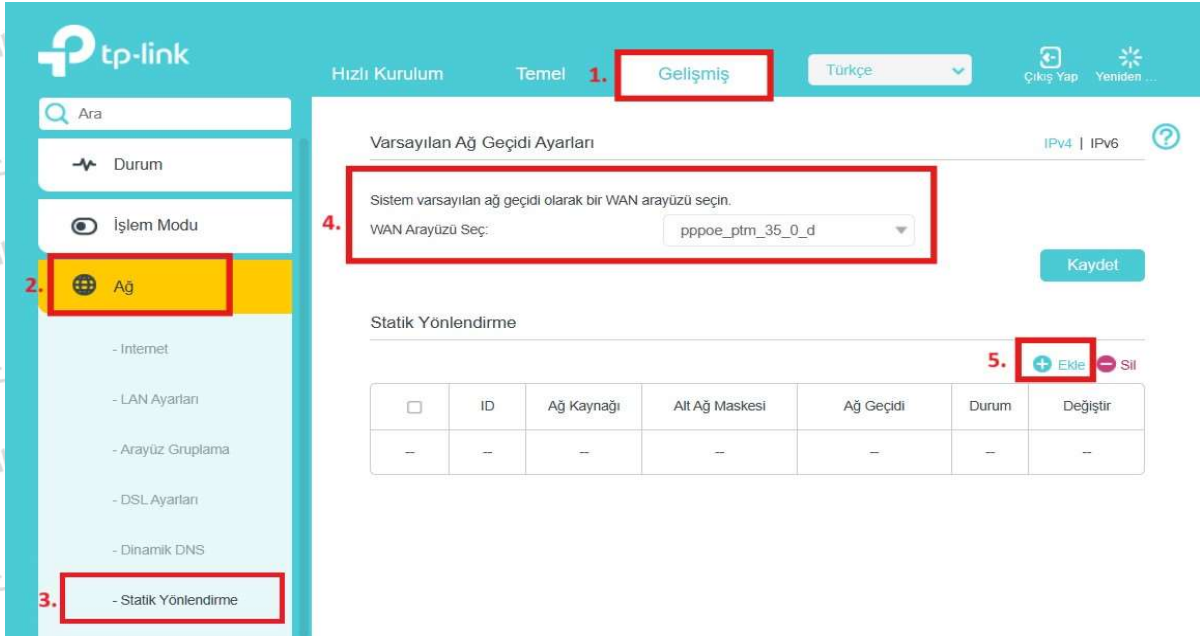 tp-link
Hızlı Kurulum Temel 1. Gelişmiş Türkçe Çıkış Yap Yeniden ...
Ara
Durum
İşlem Modu
2. Ağ
- Internet
- LAN Ayarları
- Arayüz Gruplama
- DSL Ayarları
- Dinamik DNS
3. - Statik Yönlendirme
Varsayılan Ağ Geçidi Ayarları IPv4 | IPv6 ?
Sistem varsayılan ağ geçidi olarak bir WAN arayüzü seçin.
4. WAN Arayüzü Seç: pppoe_ptm_35_0_d
Kaydet
Statik Yönlendirme
5. Ekle Sil
ID Ağ Kaynağı Alt Ağ Maskesi Ağ Geçidi Durum Değiştir
-- -- -- -- -- -- --